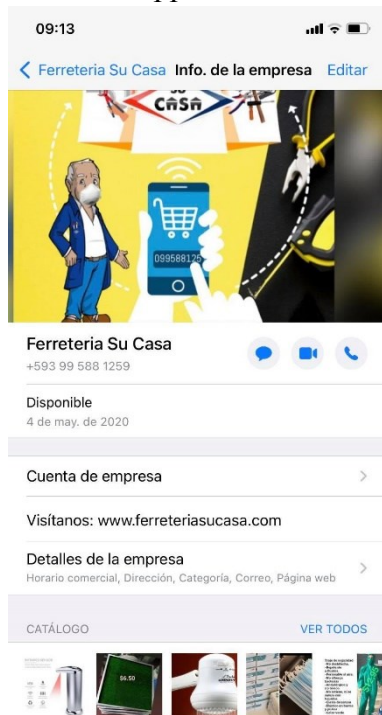 09:13
Ferreteria Su Casa Info. de la empresa Editar
CASA
099588125
Ferreteria Su Casa
+593 99 588 1259
Disponible
4 de may. de 2020
Cuenta de empresa
Visítanos: www.ferreteriasucasa.com
Detalles de la empresa
Horario comercial, Dirección, Categoría, Correo, Página web
CATÁLOGO VER TODOS
$6.50